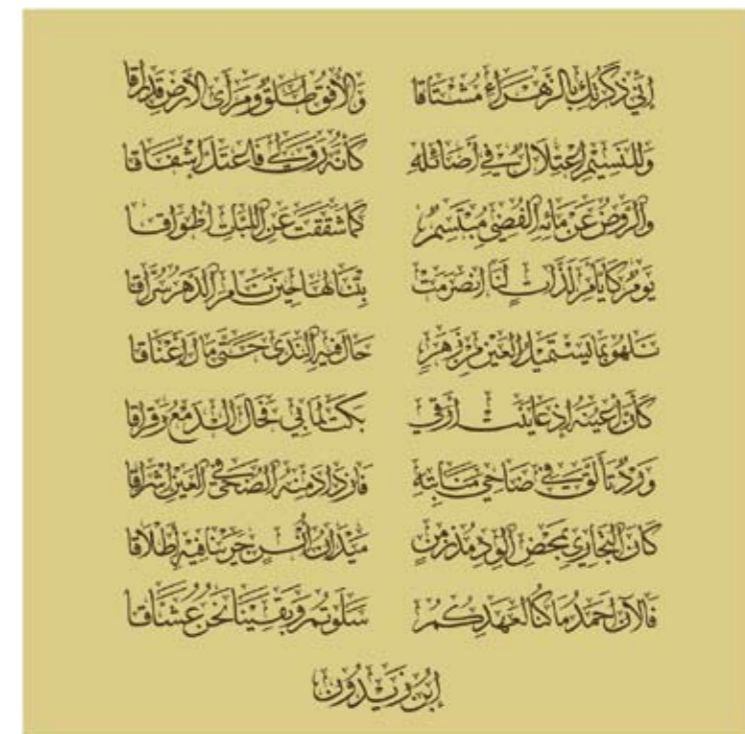 إني ذكرتك بالزهراء مشتاقا والأفق طلق ومرأى الأرض قد راقا
وللنسيم اعتلال في أصائله كأنه رق لي فاعتل إشفاقا
والروض عن مائه الفضي مبتسم كما شققت عن اللبات أطواقا
يوم كأيام لذات لنا انصرمت بتنا لها حين نام الدهر سراقا
نلهو بما يستميل العين من زهر جال فيه الندى حتى مال أعناقا
كأن أعينه إذ عاينت أرقي بكت لما بي فجال الدمع رقراقا
ورد تألق في ضاحي منابته فازداد منه الضحى في العين إشراقا
كان التجاري بمحض الود مذ زمن ميدان أنس جرينا فيه أطلاقا
فالآن أحمد ما كنا لعهدكم سلوتم وبقينا نحن عشاقا
ابن زيدون